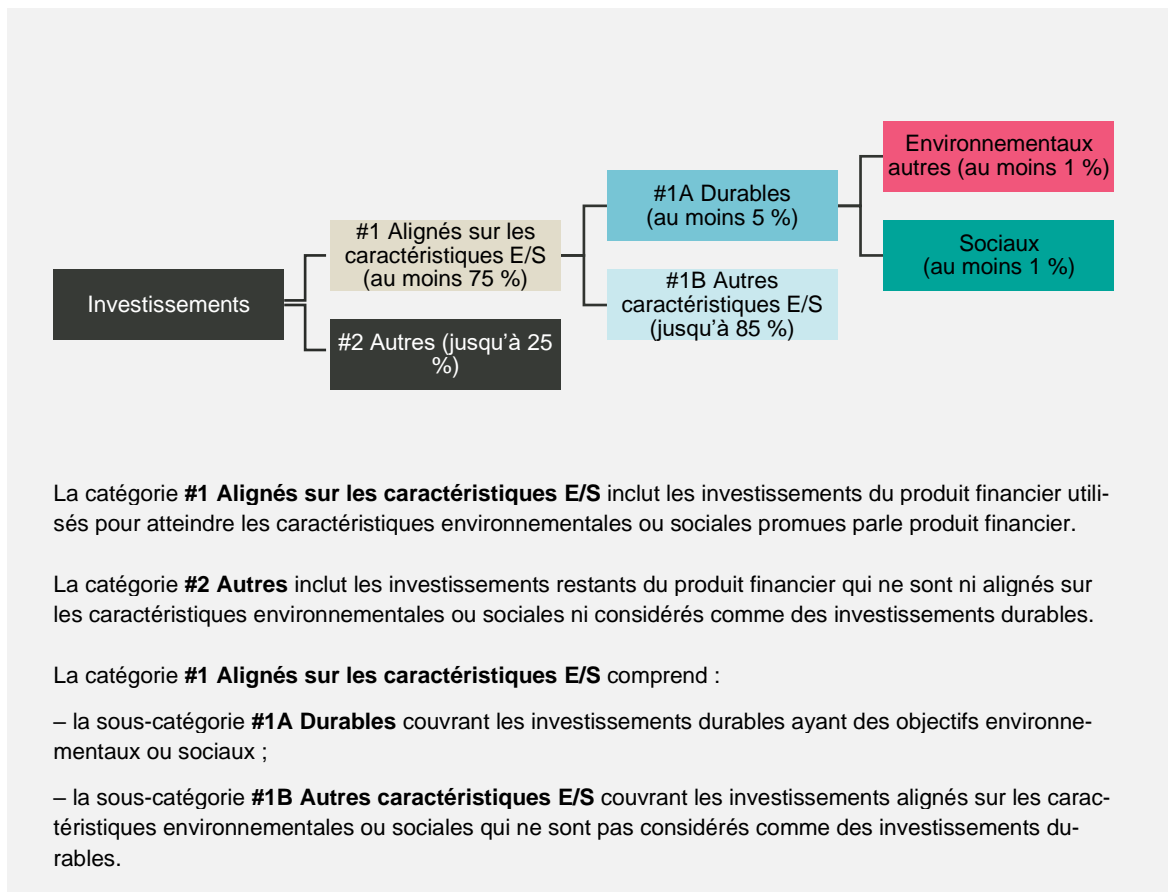 Environnementaux
autres (au moins 1 %)
#1A Durables
(au moins 5 %)
#1 Alignés sur les
caractéristiques E/S
(au moins 75 %)
Sociaux
(au moins 1 %)
Investissements
#1B Autres
caractéristiques E/S
(jusqu’à 85 %)
#2 Autres (jusqu’à 25
%)
La catégorie #1 Alignés sur les caractéristiques E/S inclut les investissements du produit financier utili-
sés pour atteindre les caractéristiques environnementales ou sociales promues parle produit financier.
La catégorie #2 Autres inclut les investissements restants du produit financier qui ne sont ni alignés sur
les caractéristiques environnementales ou sociales ni considérés comme des investissements durables.
La catégorie #1 Alignés sur les caractéristiques E/S comprend :
– la sous-catégorie #1A Durables couvrant les investissements durables ayant des objectifs environne-
mentaux ou sociaux ;
– la sous-catégorie #1B Autres caractéristiques E/S couvrant les investissements alignés sur les carac-
téristiques environnementales ou sociales qui ne sont pas considérés comme des investissements du-
rables.